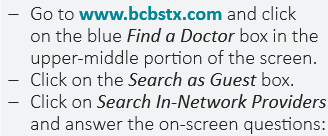 – Go to www.bcbstx.com and click
on the blue Find a Doctor box in the
upper-middle portion of the screen.
– Click on the Search as Guest box.
– Click on Search In-Network Providers
and answer the on-screen questions: